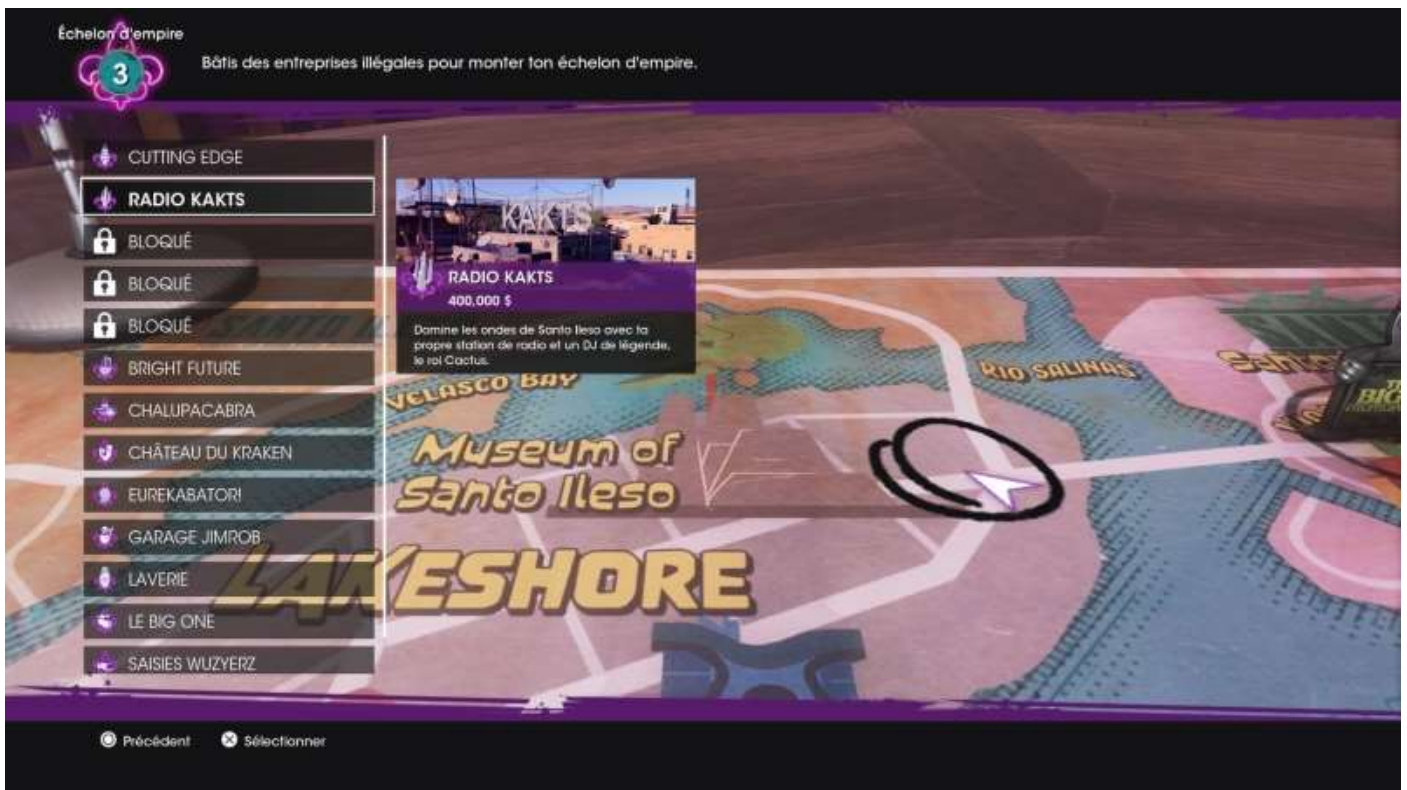 Échelon d'empire
3
Bâtis des entreprises illégales pour monter ton échelon d'empire.
CUTTING EDGE
RADIO KAKTS
BLOQUÉ
BLOQUÉ
BLOQUÉ
BRIGHT FUTURE
CHALUPACABRA
CHÂTEAU DU KRAKEN
EUREKABATOR!
GARAGE JIMROB
LAVERIE
LE BIG ONE
SAISIES WUZYERZ
KAKTS
RADIO KAKTS
400,000 $
Domine les ondes de Santo Ileso avec ta
propre station de radio et un DJ de légende,
le roi Cactus.
VELASCO BAY
RIO SALINAS
Museum of
Santo Ileso
LAKESHORE
BIG
Précédent
Sélectionner